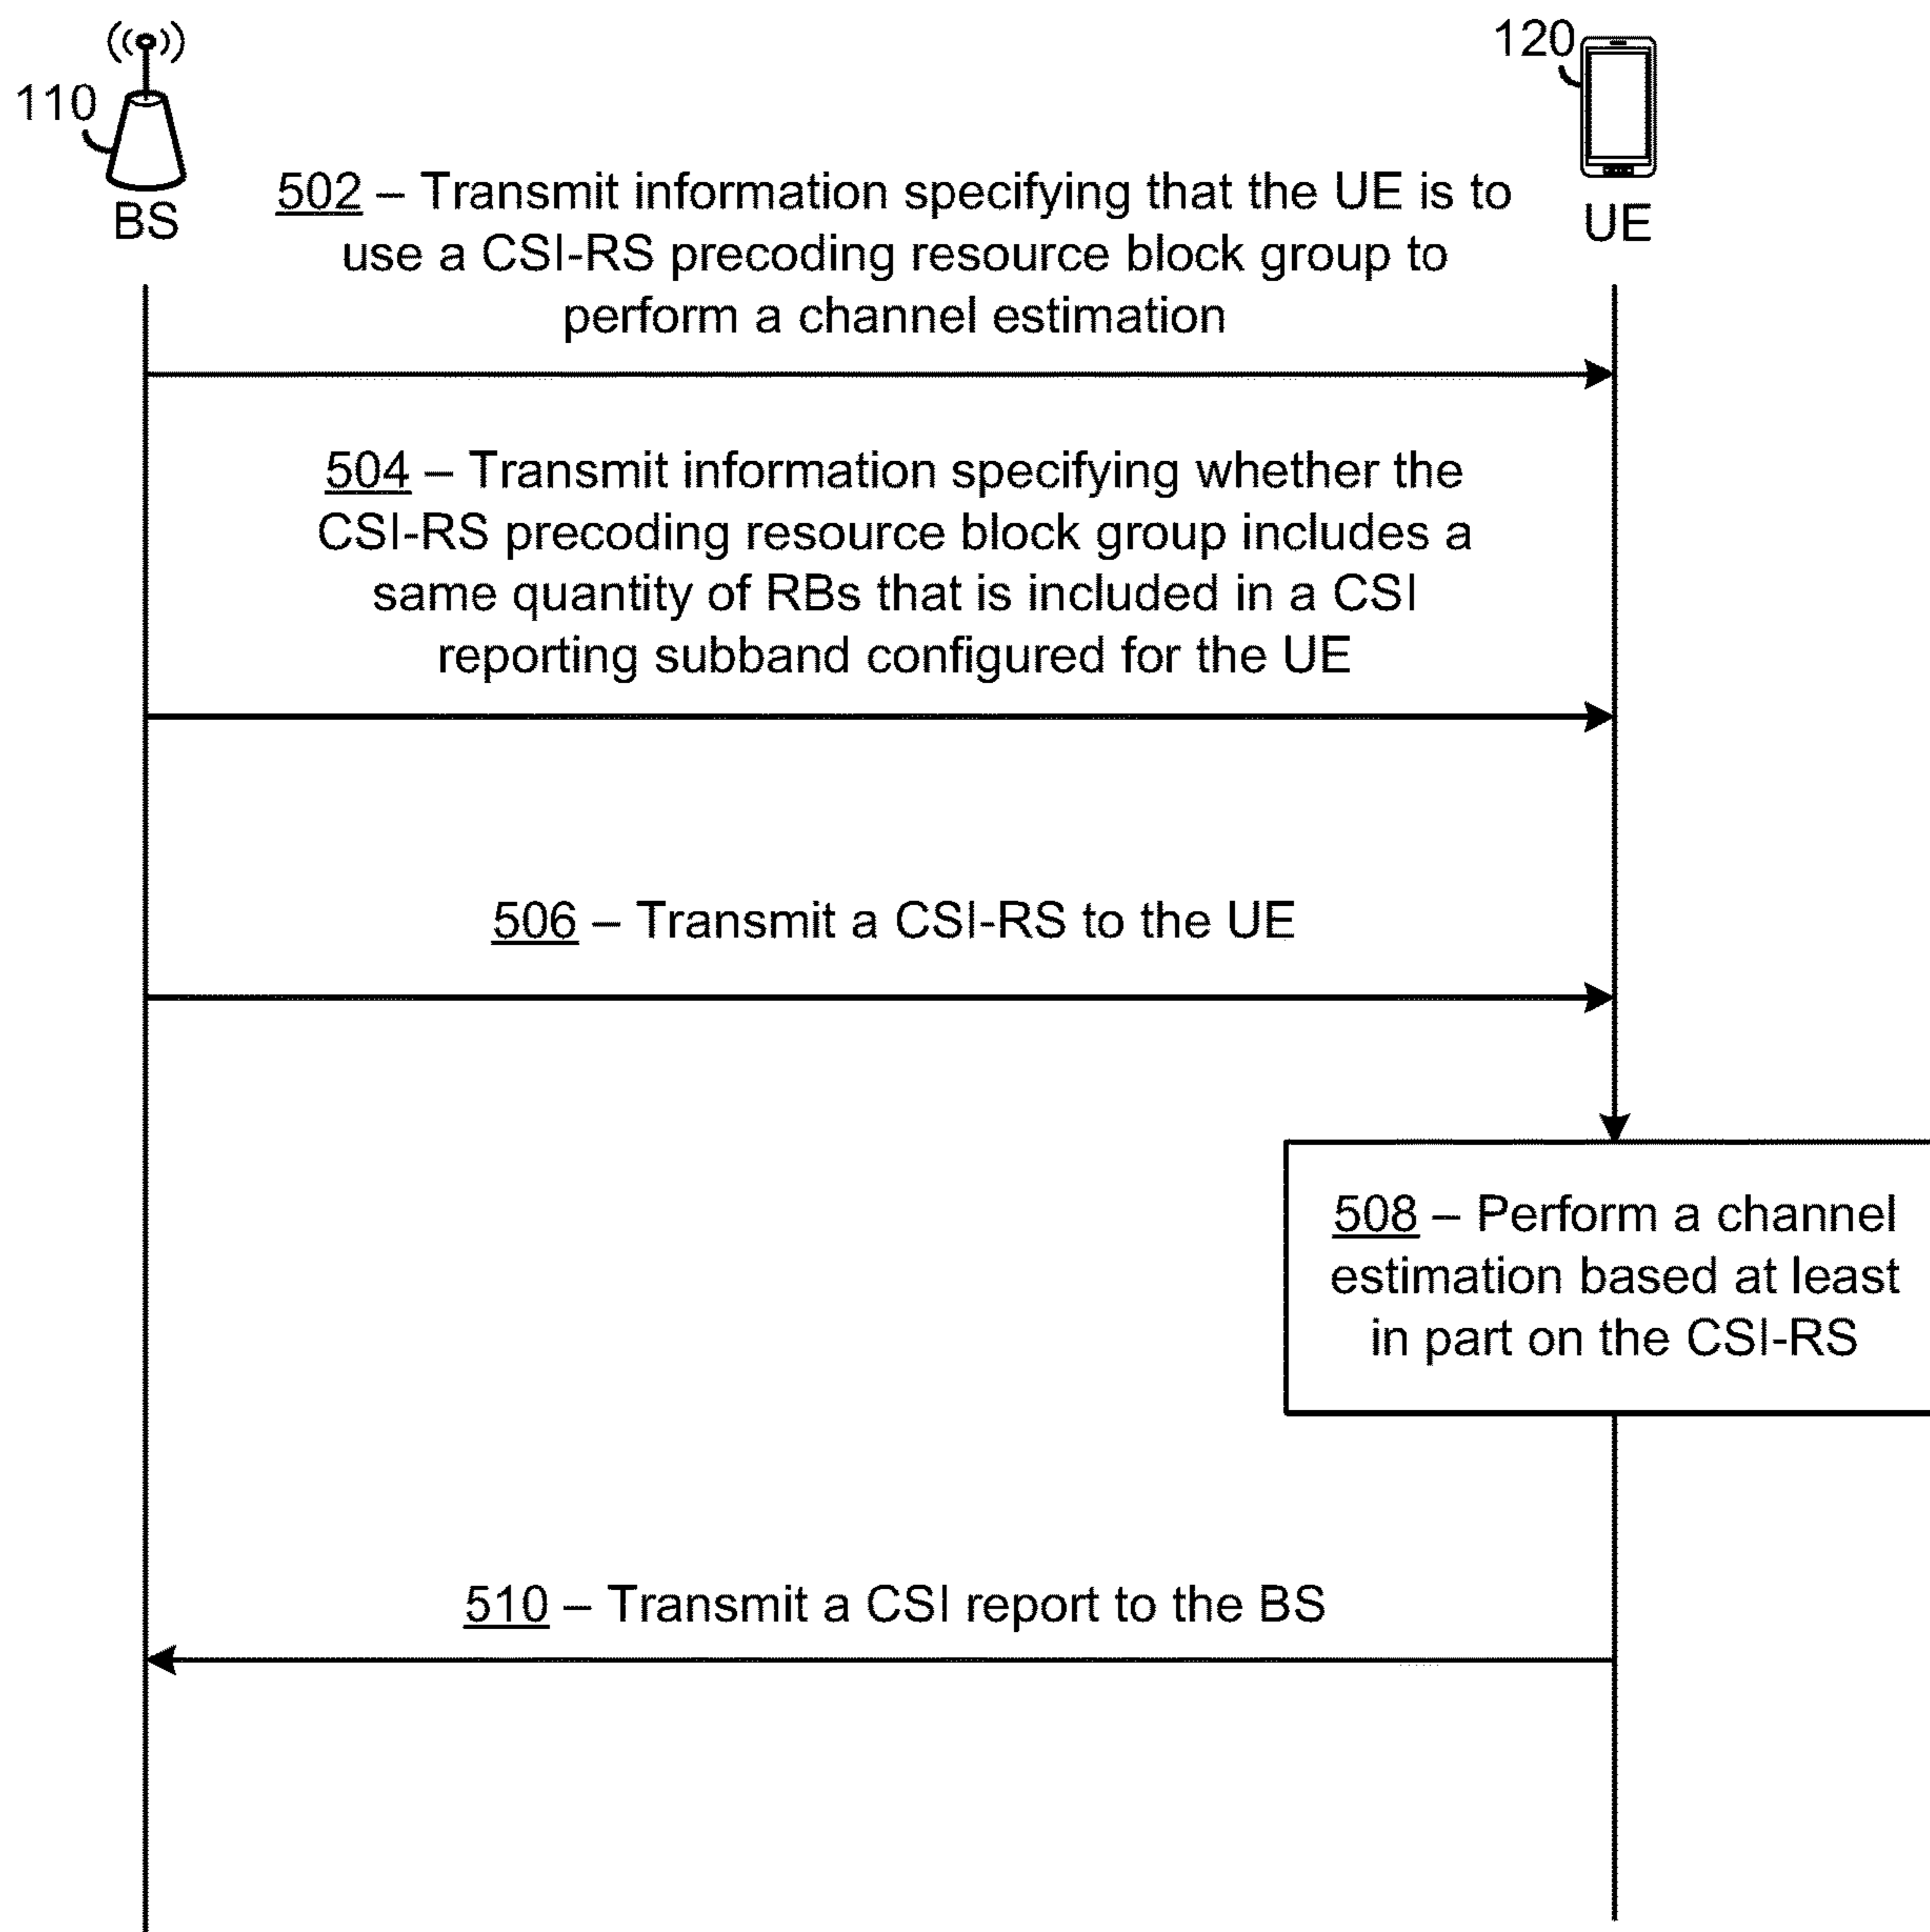 120
110
BS
UE
502 – Transmit information specifying that the UE is to
use a CSI-RS precoding resource block group to
perform a channel estimation
504 – Transmit information specifying whether the
CSI-RS precoding resource block group includes a
same quantity of RBs that is included in a CSI
reporting subband configured for the UE
506 – Transmit a CSI-RS to the UE
508 – Perform a channel
estimation based at least
in part on the CSI-RS
510 – Transmit a CSI report to the BS